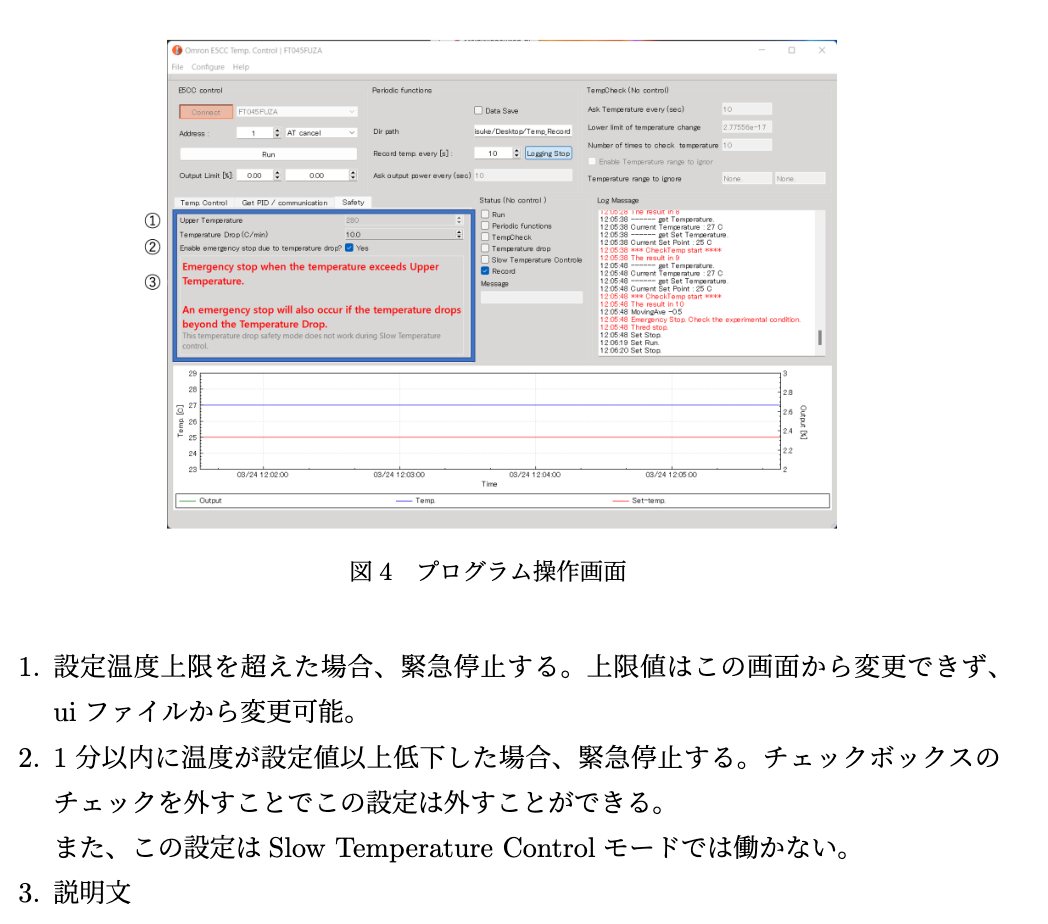 Omron E5CC Temp. Control | FT045FUZA
File Configure Help
E5CC control
Connect FT045FUZA
Address : 1 AT cancel
Run
Output Limit [%]: 0.00 0.00
Periodic functions
Data Save
Dir path isuke/Desktop/Temp_Record
Record temp. every [s] : 10 Logging Stop
Ask output power every (sec) 10
TempCheck (No control)
Ask Temperature every (sec) 10
Lower limit of temperature change 2.77556e-17
Number of times to check temperature 10
Enable Temperature range to ignor
Temperature range to ignore None. None.
Temp. Control Get PID / communication Safety
① Upper Temperature 280
Temperature Drop(C/min) 10.0
② Enable emergency stop due to temperature drop? Yes
③ Emergency stop when the temperature exceeds Upper
Temperature.
An emergency stop will also occur if the temperature drops
beyond the Temperature Drop.
This temperature drop safety mode does not work during Slow Temperature
control.
Status (No control )
Run
Periodic functions
TempCheck
Temperature drop
Slow Temperature Controle
Record
Message
Log Massage
12:05:28 The result in 8
12:05:38 ------ get Temperature.
12:05:38 Current Temperature : 27 C
12:05:38 ------ get Set Temperature.
12:05:38 Current Set Point : 25 C
12:05:38 *** CheckTemp start ****
12:05:38 The result in 9
12:05:48 ------ get Temperature.
12:05:48 Current Temperature : 27 C
12:05:48 ------ get Set Temperature.
12:05:48 Current Set Point : 25 C
12:05:48 *** CheckTemp start ****
12:05:48 The result in 10
12:05:48 MovingAve -0.5
12:05:48 Emergency Stop. Check the experimental condition.
12:05:48 Thred stop.
12:05:48 Set Stop.
12:06:19 Set Run.
12:06:20 Set Stop.
29
28
27
26
25
24
23
Temp. [C]
3
2.8
2.6
2.4
2.2
2
Output [%]
03/24 12:02:00 03/24 12:03:00 03/24 12:04:00 03/24 12:05:00
Time
Output Temp. Set-temp.
図 4 プログラム操作画面
1. 設定温度上限を超えた場合、緊急停止する。上限値はこの画面から変更できず、
ui ファイルから変更可能。
2. 1 分以内に温度が設定値以上低下した場合、緊急停止する。チェックボックスの
チェックを外すことでこの設定は外すことができる。
また、この設定は Slow Temperature Control モードでは働かない。
3. 説明文